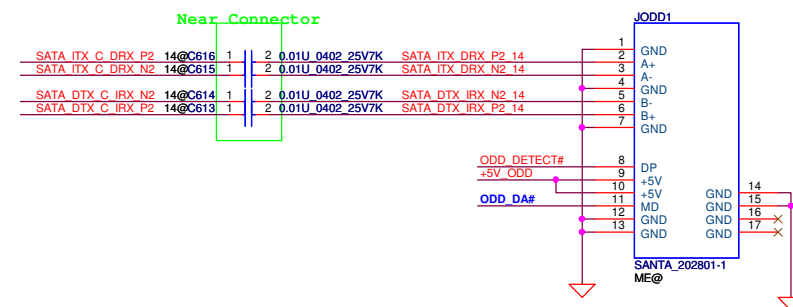 Near Connector
JODD1
SATA_ITX_C_DRX_P2 14@C616 1 2 0.01U_0402_25V7K SATA_ITX_DRX_P2_14
SATA_ITX_C_DRX_N2 14@C615 1 2 0.01U_0402_25V7K SATA_ITX_DRX_N2_14
SATA_DTX_C_IRX_N2 14@C614 1 2 0.01U_0402_25V7K SATA_DTX_IRX_N2_14
SATA_DTX_C_IRX_P2 14@C613 1 2 0.01U_0402_25V7K SATA_DTX_IRX_P2_14
1 GND
2 A+
3 A-
4 GND
5 B-
6 B+
7 GND
ODD_DETECT# 8 DP
+5V_ODD 9 +5V
10 +5V GND 14
ODD_DA# 11 MD GND 15
12 GND GND 16
13 GND GND 17
SANTA_202801-1
ME@